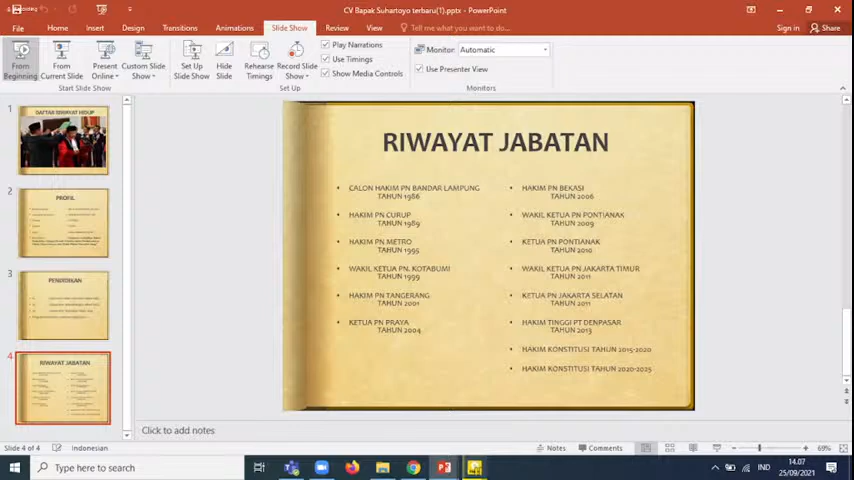 CV Bapak Suhartoyo terbaru(1).pptx - PowerPoint
File Home Insert Design Transitions Animations Slide Show Review View Tell me what you want to do... Sign in Share
From Beginning
From Current Slide
Present Online
Custom Slide Show
Set Up Slide Show
Hide Slide
Rehearse Timings
Record Slide Show
Play Narrations
Use Timings
Show Media Controls
Monitor: Automatic
Use Presenter View
Start Slide Show Set Up Monitors
1
DAFTAR RIWAYAT HIDUP
2
PROFIL
3
PENDIDIKAN
4
RIWAYAT JABATAN
RIWAYAT JABATAN
• CALON HAKIM PN BANDAR LAMPUNG
TAHUN 1986
• HAKIM PN CURUP
TAHUN 1989
• HAKIM PN METRO
TAHUN 1995
• WAKIL KETUA PN. KOTABUMI
TAHUN 1999
• HAKIM PN TANGERANG
TAHUN 2001
• KETUA PN PRAYA
TAHUN 2004
• HAKIM PN BEKASI
TAHUN 2006
• WAKIL KETUA PN PONTIANAK
TAHUN 2009
• KETUA PN PONTIANAK
TAHUN 2010
• WAKIL KETUA PN JAKARTA TIMUR
TAHUN 2011
• KETUA PN JAKARTA SELATAN
TAHUN 2011
• HAKIM TINGGI PT DENPASAR
TAHUN 2013
• HAKIM KONSTITUSI TAHUN 2015-2020
• HAKIM KONSTITUSI TAHUN 2020-2025
Click to add notes
Slide 4 of 4 Indonesian Notes Comments 69%
Type here to search
IND
14.07
25/09/2021